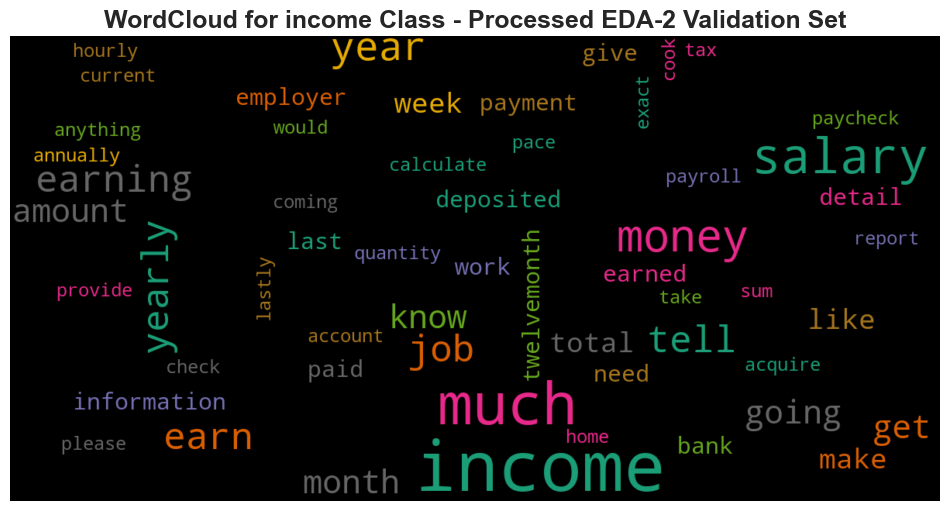 WordCloud for income Class - Processed EDA-2 Validation Set
hourly
year
give
cook
tax
current
employer
week
payment
exact
anything
would
pace
paycheck
annually
calculate
salary
earning
payroll
amount
coming
deposited
detail
yearly
last
quantity
work
twelvemonth
money
report
provide
lastly
earned
take
sum
know
like
account
job
total
tell
check
paid
need
acquire
information
much
going
please
earn
home
bank
get
month
income
make